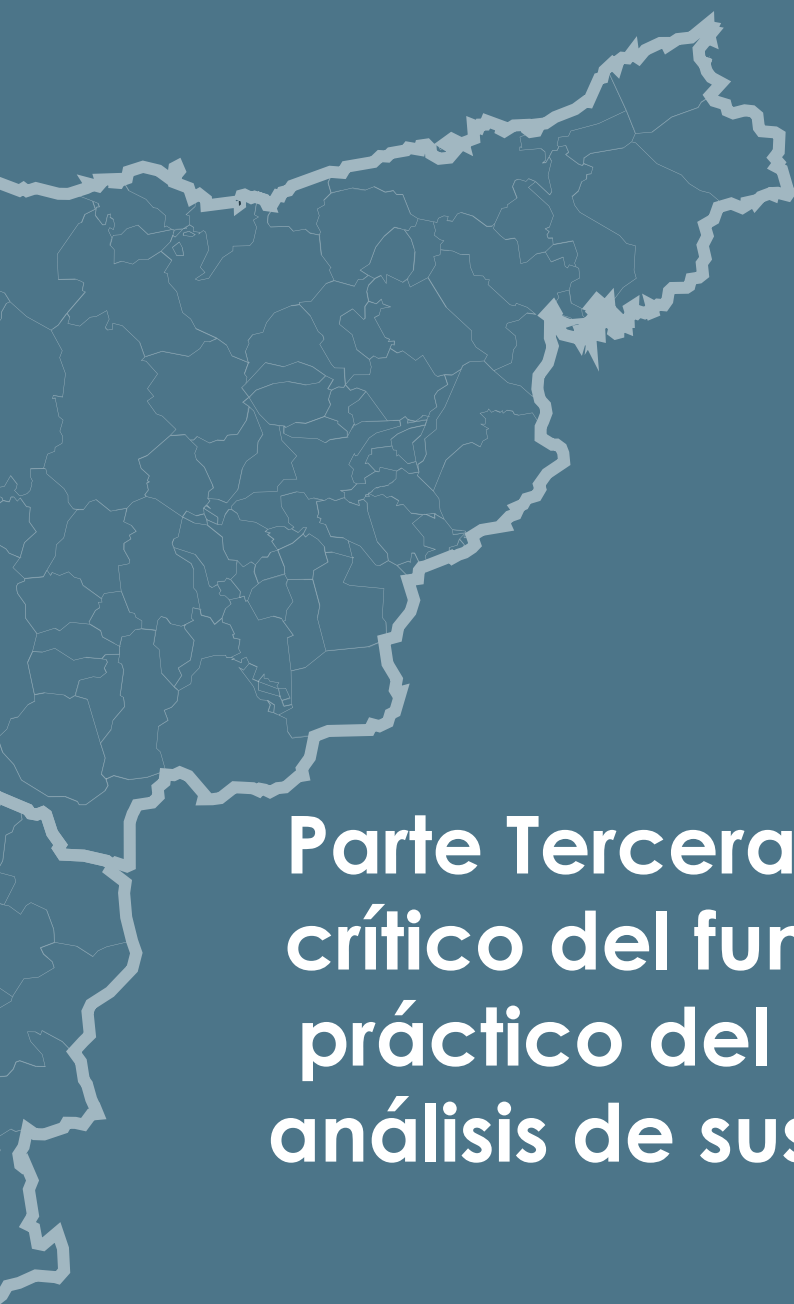 Parte Tercera
crítico del fun
práctico del
análisis de sus